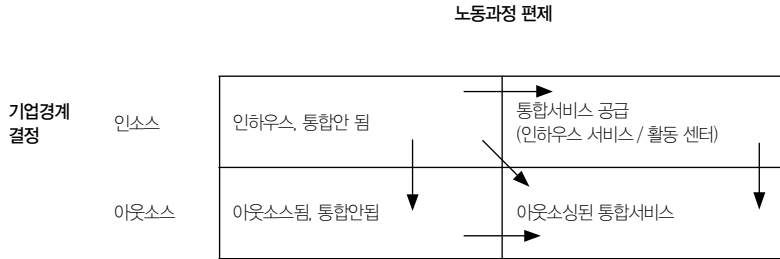 노동과정 편제
기업경계
결정
인소스
인하우스, 통합안 됨
통합서비스 공급
(인하우스 서비스 / 활동 센터)
아웃소스
아웃소스됨, 통합안됨
아웃소싱된 통합서비스